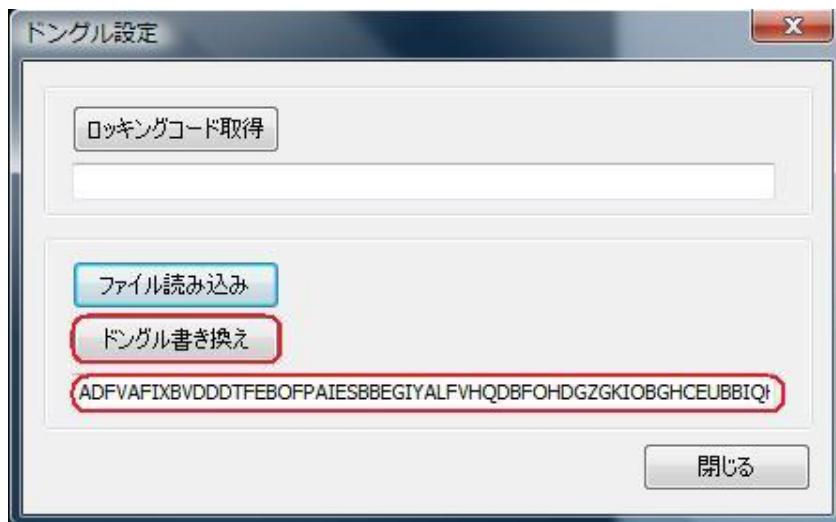 ドングル設定
ロッキングコード取得
ファイル読み込み
ドングル書き換え
ADFVAFIXBVDDDTFEBOFPAIESBBEGIYALFVHQDBFOHDGZGKIOBGHCEUBBIQ
閉じる